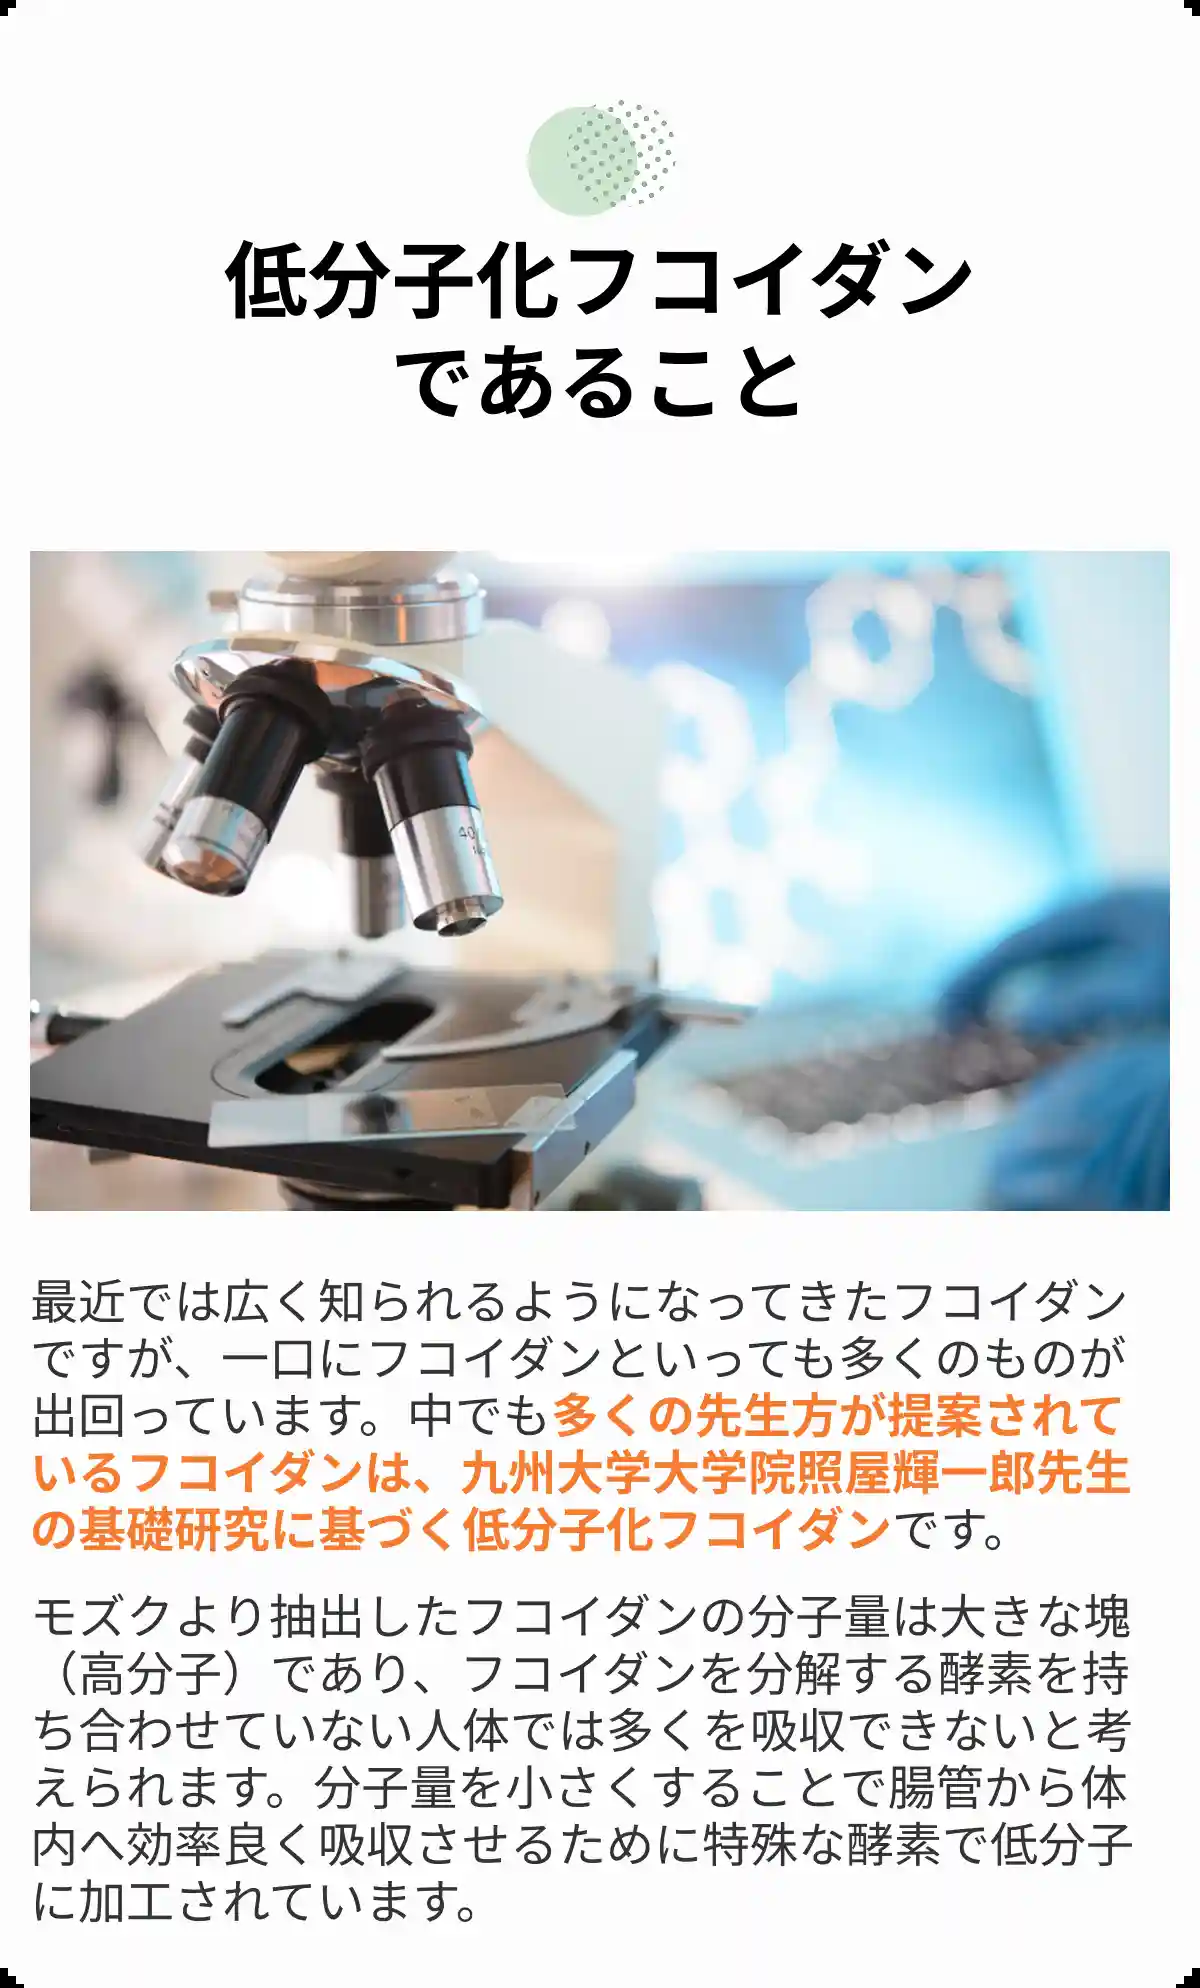 低分子化フコイダン
であること
40
最近では広く知られるようになってきたフコイダン
ですが、一口にフコイダンといっても多くのものが
出回っています。中でも多くの先生方が提案されて
いるフコイダンは、九州大学大学院照屋輝一郎先生
の基礎研究に基づく低分子化フコイダンです。
モズクより抽出したフコイダンの分子量は大きな塊
（高分子）であり、フコイダンを分解する酵素を持
ち合わせていない人体では多くを吸収できないと考
えられます。分子量を小さくすることで腸管から体
内へ効率良く吸収させるために特殊な酵素で低分子
に加工されています。